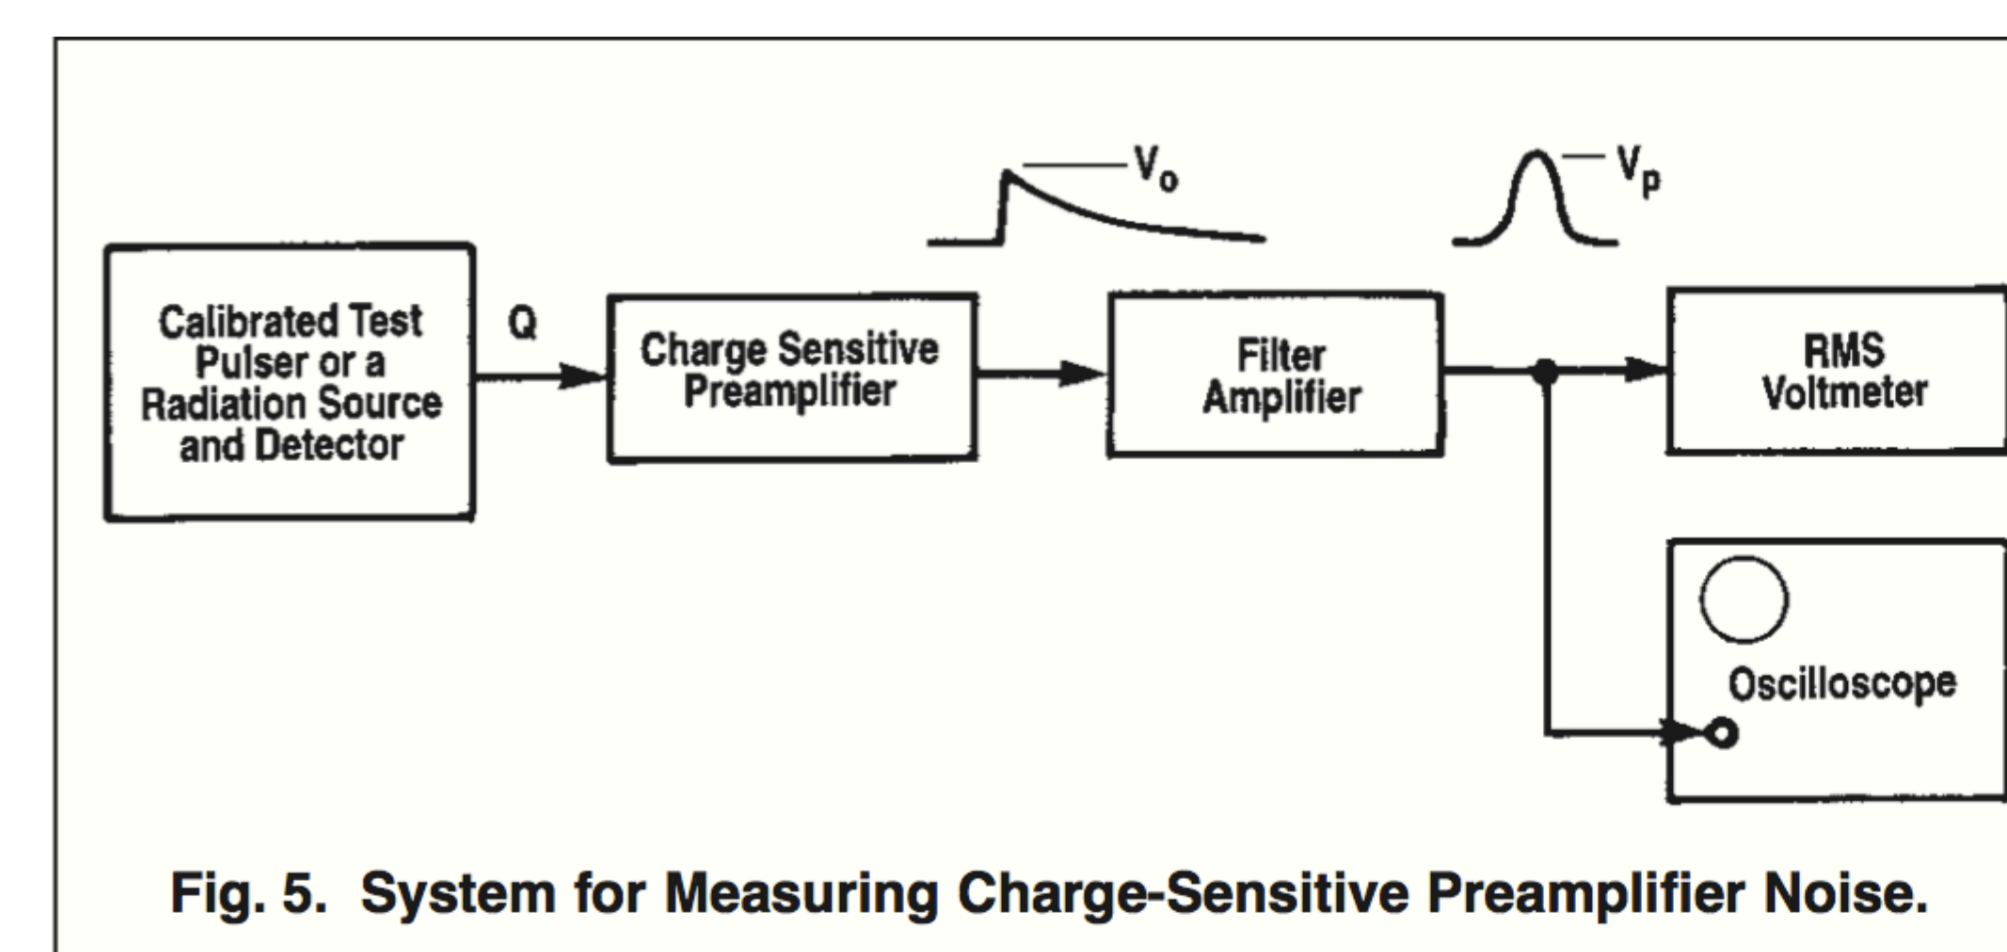 V₀
Vₚ
Calibrated Test
Pulser or a
Radiation Source
and Detector
Q
Charge Sensitive
Preamplifier
Filter
Amplifier
RMS
Voltmeter
Oscilloscope
Fig. 5. System for Measuring Charge-Sensitive Preamplifier Noise.